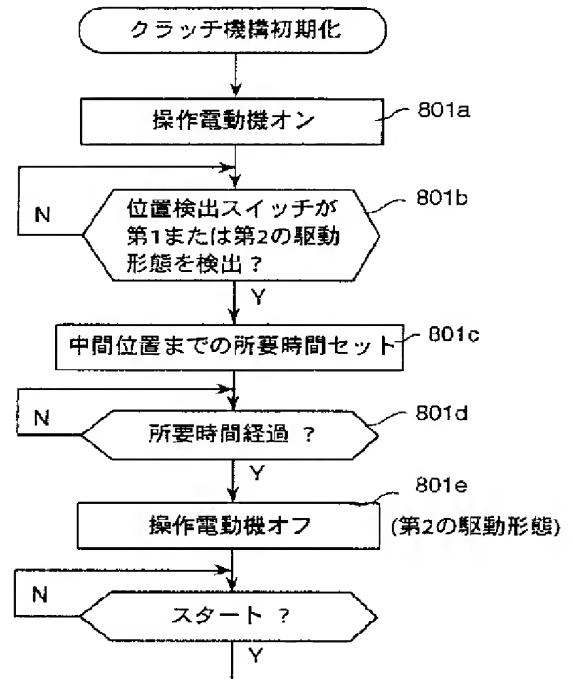 クラッチ機構初期化
操作電動機オン
801a
位置検出スイッチが
第1または第2の駆動
形態を検出？
801b
N
Y
中間位置までの所要時間セット
801c
所要時間経過 ？
801d
N
Y
操作電動機オフ
801e
(第2の駆動形態)
スタート ？
N
Y